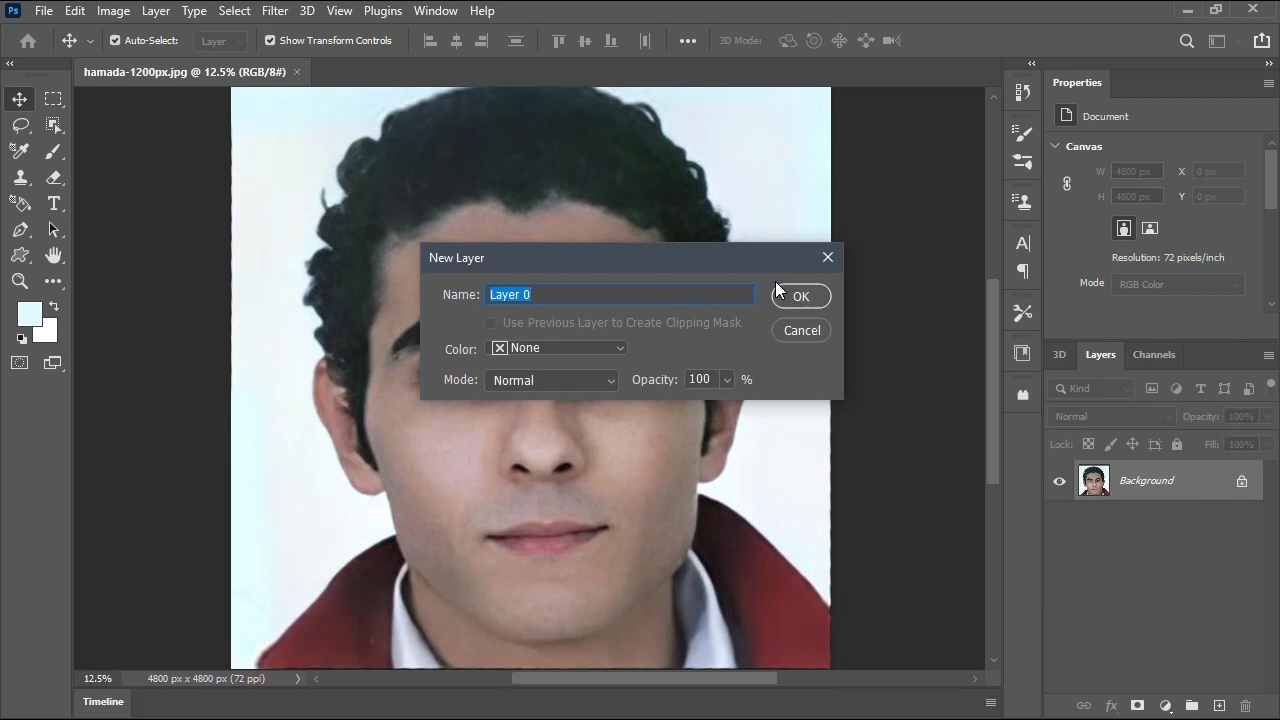 Ps File Edit Image Layer Type Select Filter 3D View Plugins Window Help
Auto-Select: Layer Show Transform Controls 3D Mode:
hamada-1200px.jpg @ 12.5% (RGB/8#)
New Layer
Name: Layer 0 OK
Use Previous Layer to Create Clipping Mask
Cancel
Color: None
Mode: Normal Opacity: 100 %
12.5% 4800 px x 4800 px (72 ppi)
Timeline
Properties
Document
Canvas
W 4800 px X 0 px
H 4800 px Y 0 px
Resolution: 72 pixels/inch
Mode RGB Color
3D Layers Channels
Kind
Normal Opacity: 100%
Lock: Fill: 100%
Background
fx